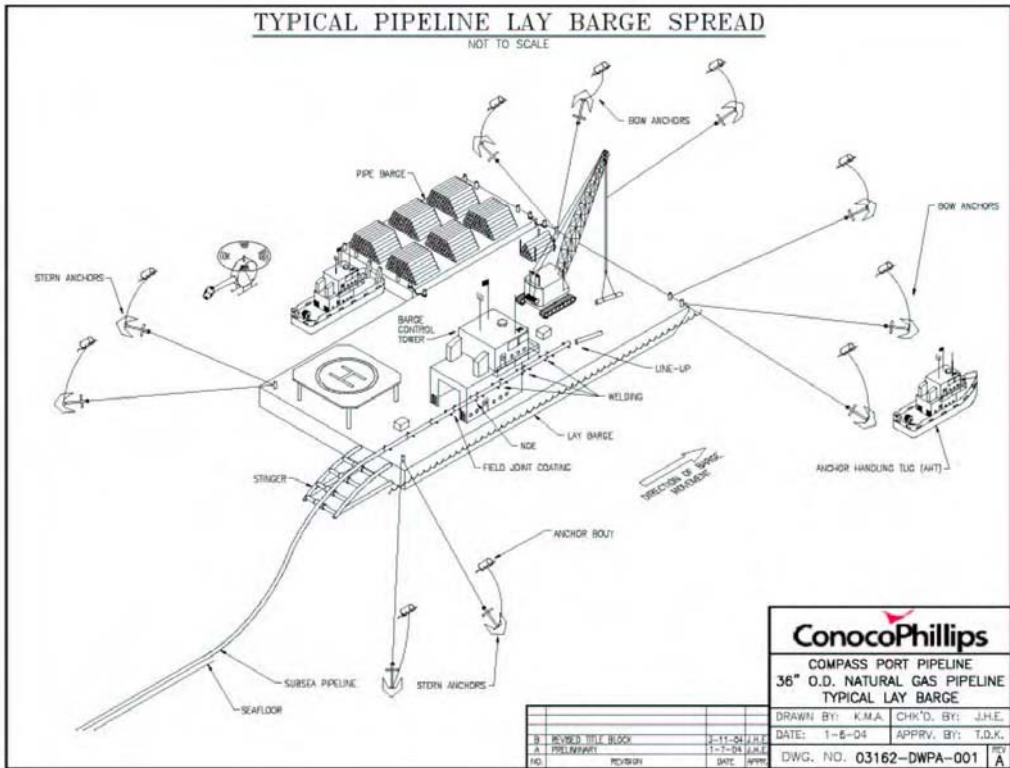 TYPICAL PIPELINE LAY BARGE SPREAD
NOT TO SCALE
BOW ANCHORS
PIPE BARGE
BOW ANCHORS
STERN ANCHORS
H
BARGE
CONTROL
TOWER
LINE-UP
WELDING
NDE
LAY BARGE
FIELD JOINT COATING
STINGER
ANCHOR HANDLING TUG (AHT)
DIRECTION OF BARGE
MOVEMENT
ANCHOR BOUY
STERN ANCHORS
SUBSEA PIPELINE
SEAFLOOR
ConocoPhillips
COMPASS PORT PIPELINE
36" O.D. NATURAL GAS PIPELINE
TYPICAL LAY BARGE
DRAWN BY: K.M.A. CHK'D. BY: J.H.E.
DATE: 1-6-04 APPRV. BY: T.D.K.
DWG. NO. 03162-DWPA-001 REV A
B REVISED TITLE BLOCK J.H.E.
A PRELIMINARY 1-7-04 J.H.E.
NO. REVISION DATE APPR.